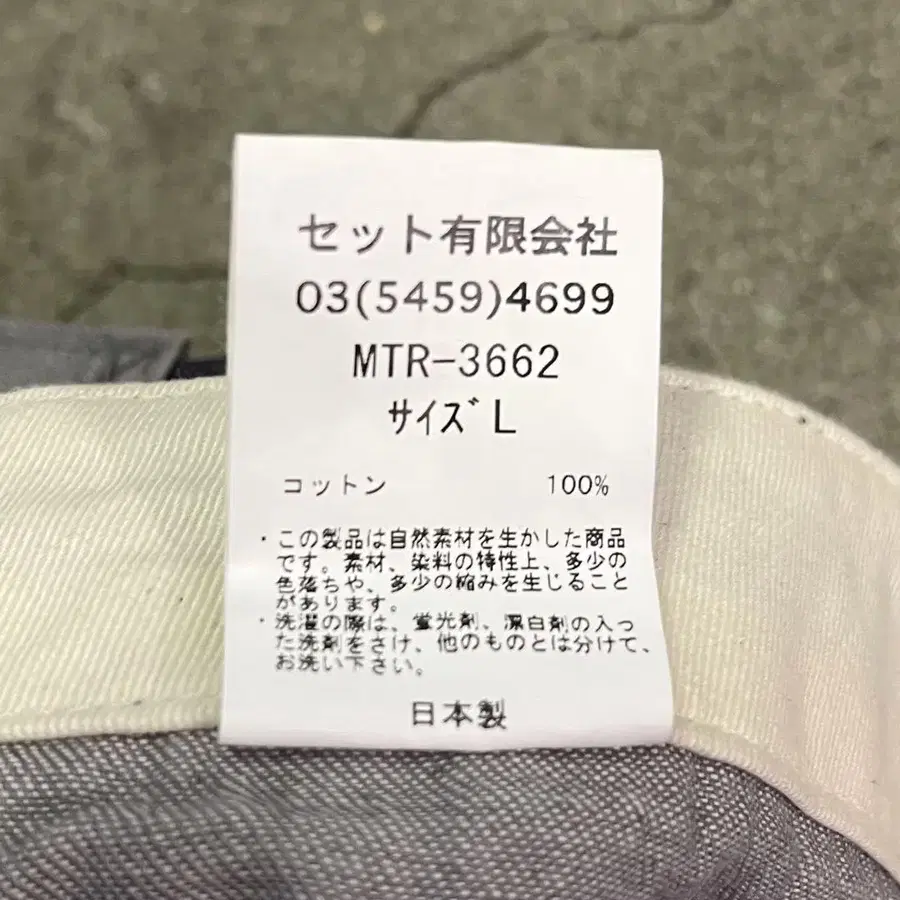 セット有限会社
03(5459)4699
MTR-3662
サイズ L
コットン 100%
・この製品は自然素材を生かした商品
です。素材、染料の特性上、多少の
色落ちや、多少の縮みを生じること
があります。
・洗濯の際は、蛍光剤、漂白剤の入っ
た洗剤をさけ、他のものとは分けて、
お洗い下さい。
日本製